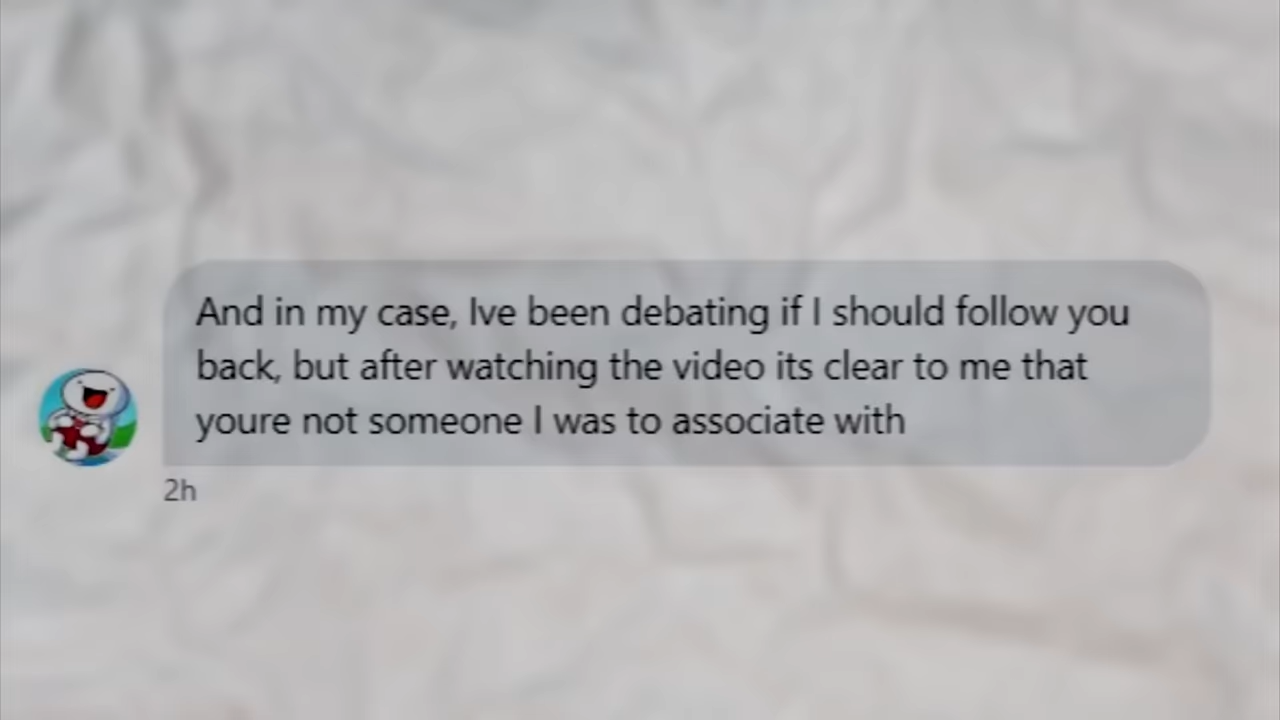 And in my case, Ive been debating if I should follow you
back, but after watching the video its clear to me that
youre not someone I was to associate with
2h